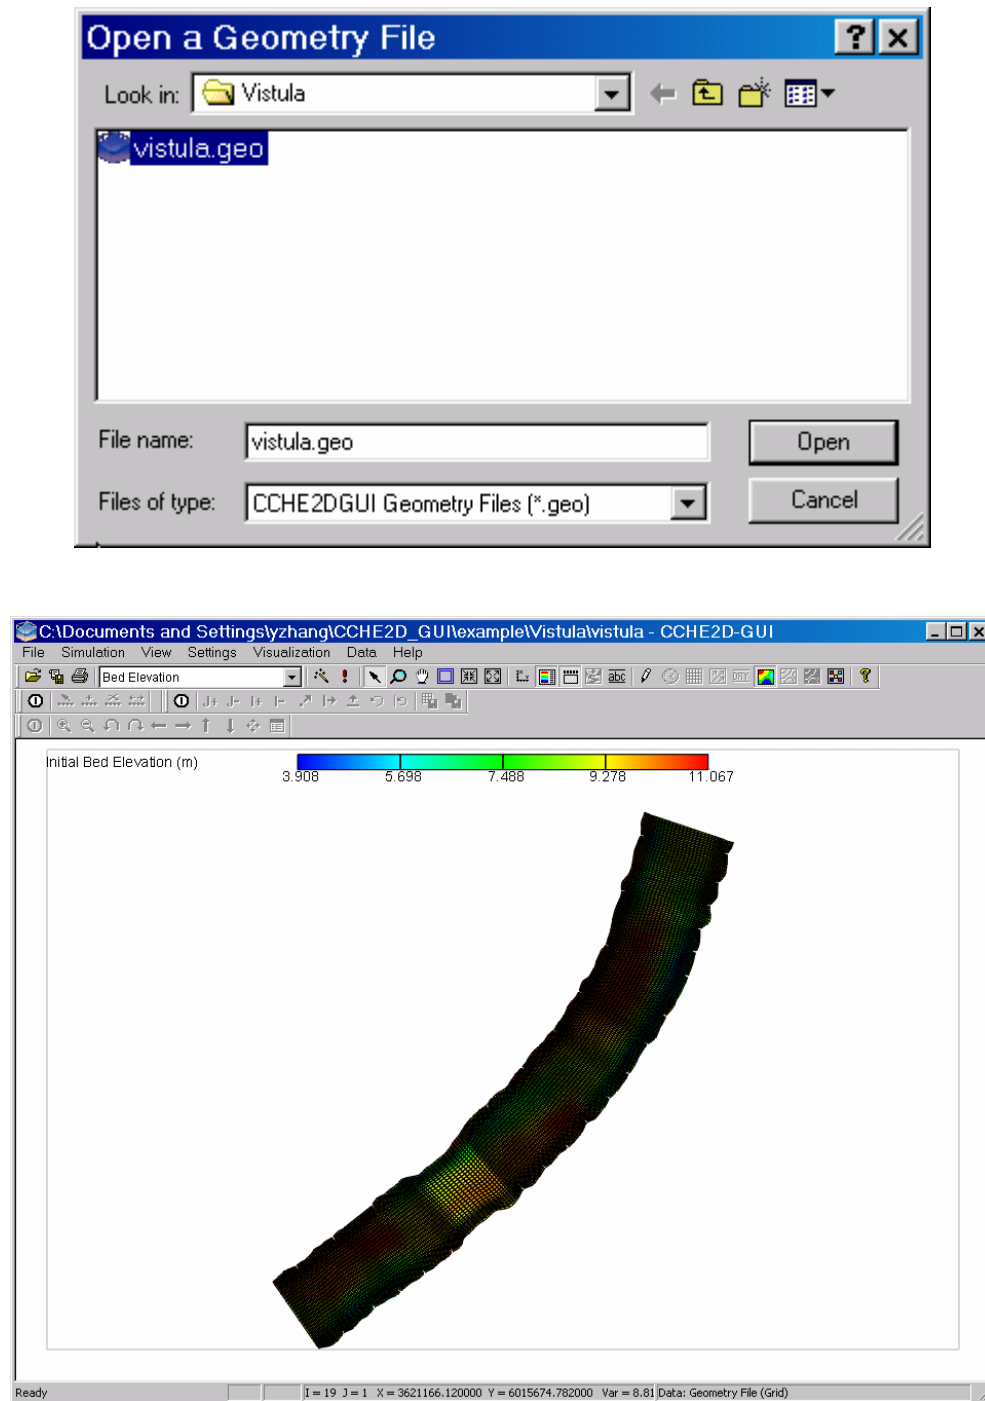 Open a Geometry File
Look in: Vistula
vistula.geo
File name: vistula.geo Open
Files of type: CCHE2DGUI Geometry Files (*.geo) Cancel
C:\Documents and Settings\yzhang\CCHE2D_GUI\example\Vistula\vistula - CCHE2D-GUI
File Simulation View Settings Visualization Data Help
Bed Elevation abc DRY
J+ J- I+ I-
Initial Bed Elevation (m)
3.908 5.698 7.488 9.278 11.067
Ready I = 19 J = 1 X = 3621166.120000 Y = 6015674.782000 Var = 8.81 Data: Geometry File (Grid)